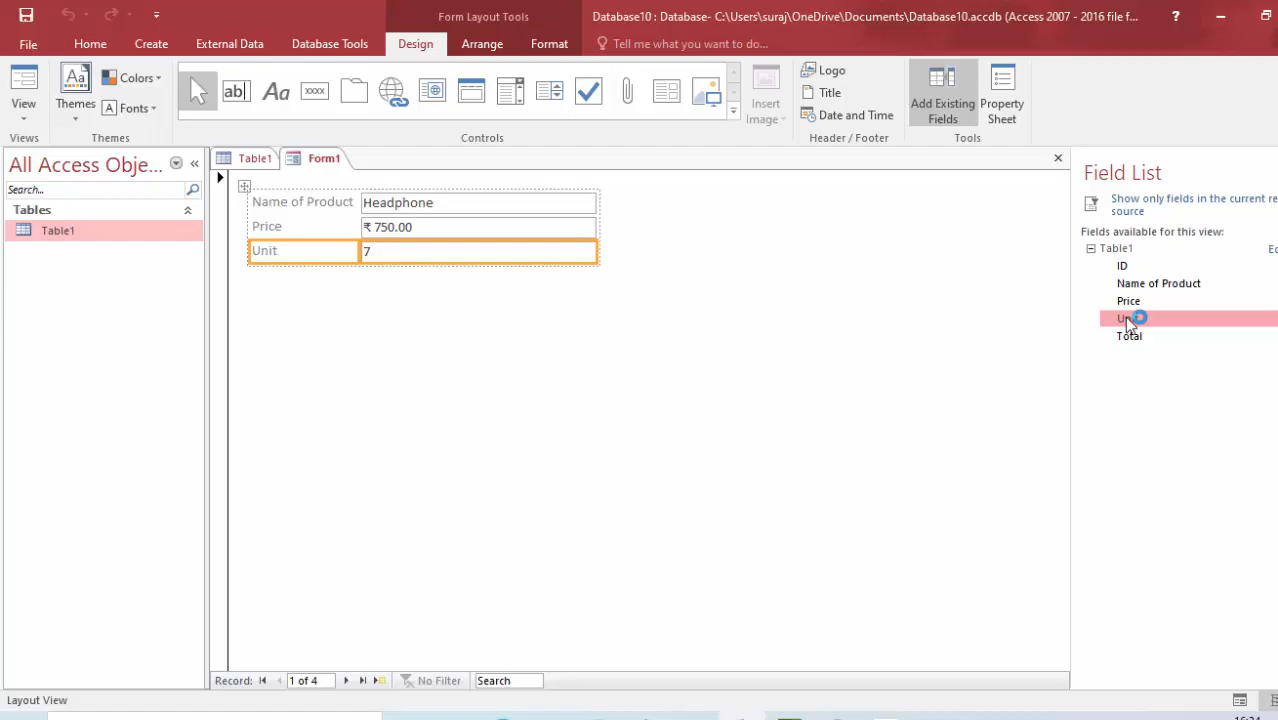 Form Layout Tools
Database10 : Database- C:\Users\suraj\OneDrive\Documents\Database10.accdb (Access 2007 - 2016 file f...
?
File
Home
Create
External Data
Database Tools
Design
Arrange
Format
Tell me what you want to do...
View
Themes
Colors
Fonts
ab
Aa
xxxx
Insert
Image
Logo
Title
Date and Time
Add Existing
Fields
Property
Sheet
Views
Themes
Controls
Header / Footer
Tools
All Access Obje...
Search...
Tables
Table1
Table1
Form1
Name of Product
Headphone
Price
₹ 750.00
Unit
7
Field List
Show only fields in the current re
source
Fields available for this view:
Table1
ID
Name of Product
Price
Total
Record:
1 of 4
No Filter
Search
Layout View